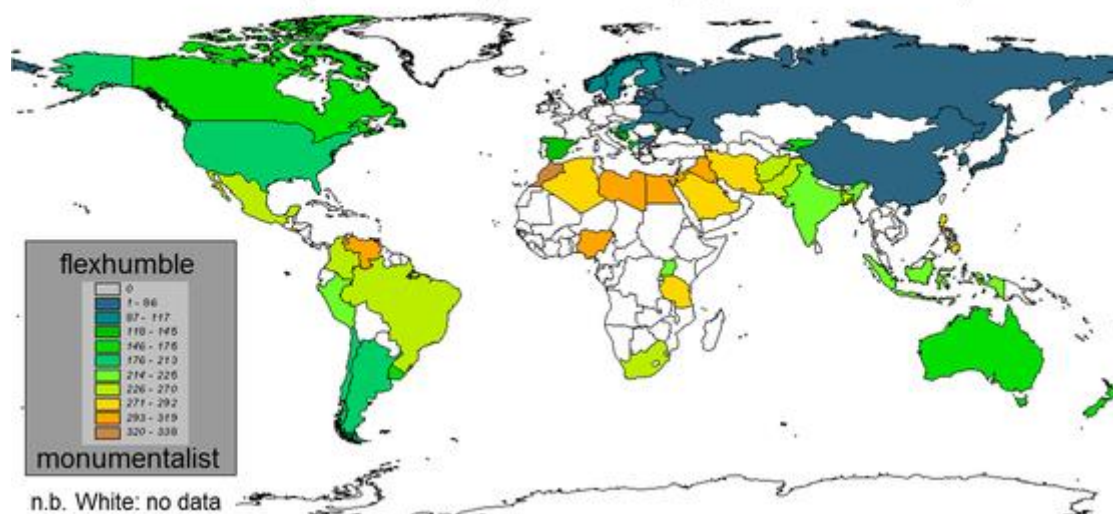 flexhumble
0
1 - 86
87 - 117
118 - 145
146 - 175
176 - 213
214 - 225
226 - 270
271 - 292
293 - 319
320 - 338
monumentalist
n.b. White: no data